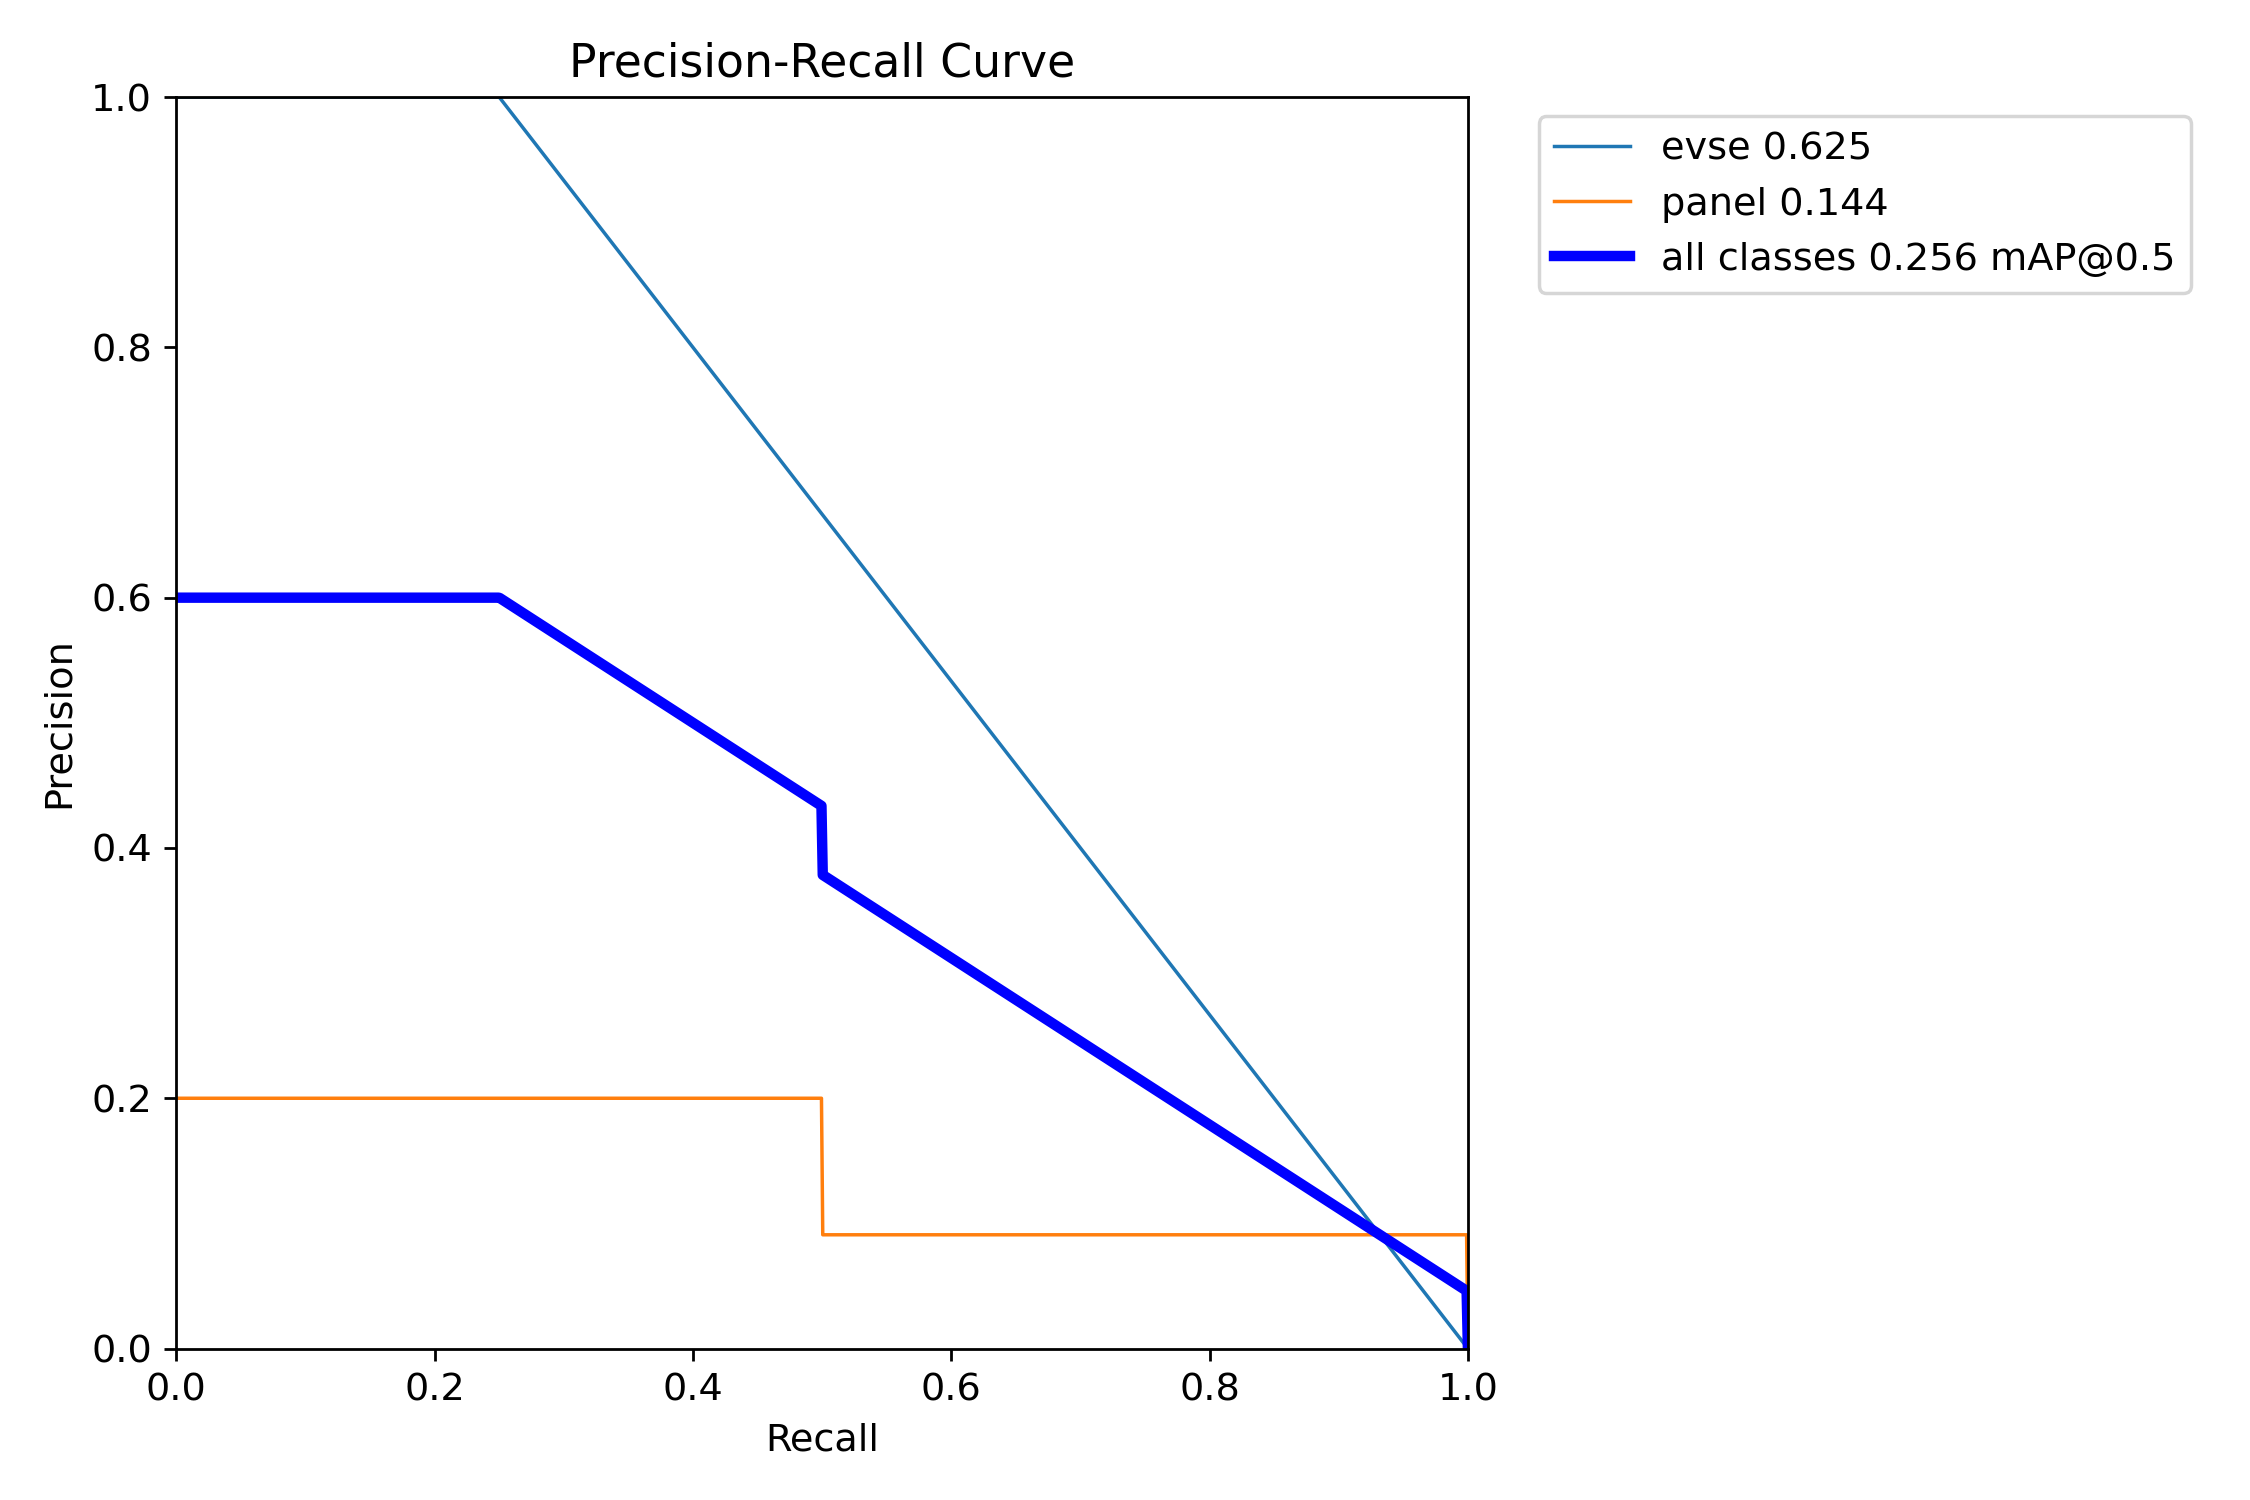 Precision-Recall Curve
1.0
0.8
0.6
0.4
0.2
0.0
Precision
0.0 0.2 0.4 0.6 0.8 1.0
Recall
evse 0.625
panel 0.144
all classes 0.256 mAP@0.5